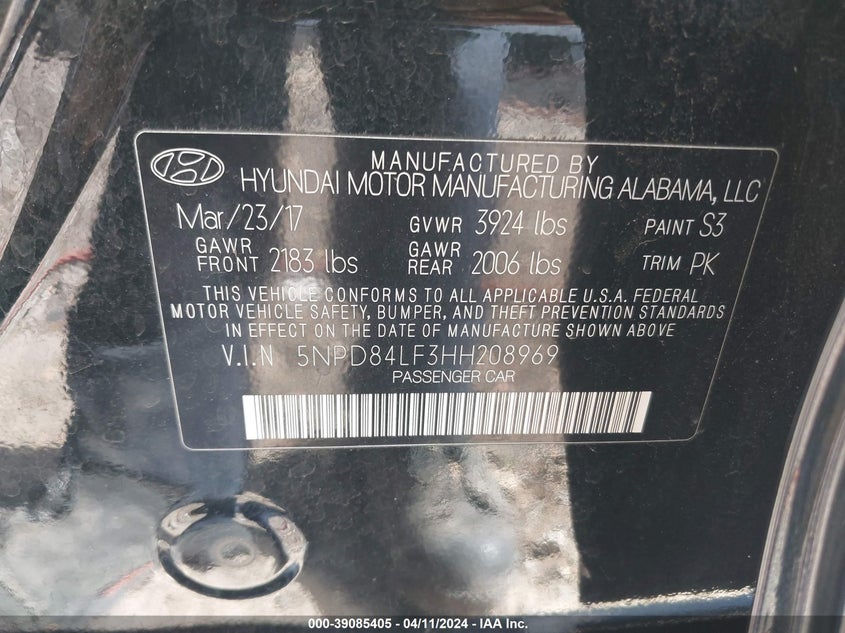 MANUFACTURED BY
HYUNDAI MOTOR MANUFACTURING ALABAMA, LLC
Mar/23/17 GVWR 3924 lbs PAINT S3
GAWR FRONT 2183 lbs GAWR REAR 2006 lbs TRIM PK
THIS VEHICLE CONFORMS TO ALL APPLICABLE U.S.A. FEDERAL
MOTOR VEHICLE SAFETY, BUMPER, AND THEFT PREVENTION STANDARDS
IN EFFECT ON THE DATE OF MANUFACTURE SHOWN ABOVE
V.I.N 5NPD84LF3HH208969
PASSENGER CAR
000-39085405 - 04/11/2024 - IAA Inc.